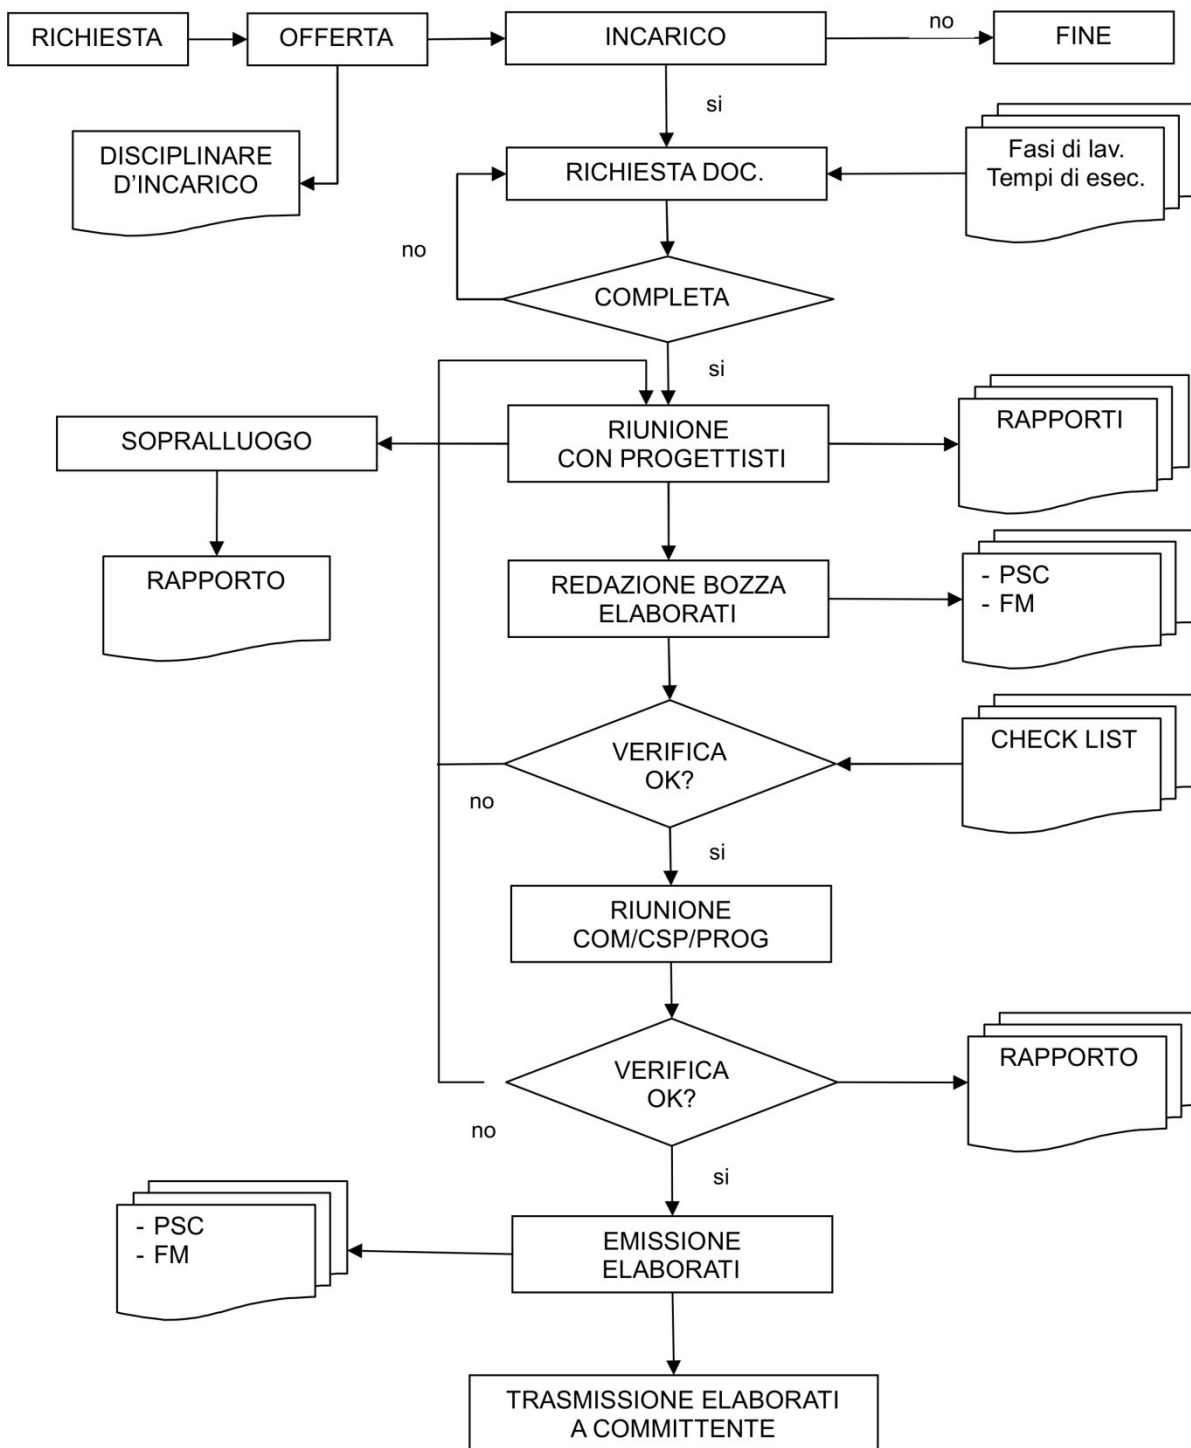 RICHIESTA
OFFERTA
INCARICO
no
FINE
si
DISCIPLINARE
D'INCARICO
RICHIESTA DOC.
Fasi di lav.
Tempi di esec.
no
COMPLETA
si
SOPRALLUOGO
RIUNIONE
CON PROGETTISTI
RAPPORTI
RAPPORTO
REDAZIONE BOZZA
ELABORATI
- PSC
- FM
VERIFICA
OK?
CHECK LIST
no
si
RIUNIONE
COM/CSP/PROG
VERIFICA
OK?
RAPPORTO
no
si
- PSC
- FM
EMISSIONE
ELABORATI
TRASMISSIONE ELABORATI
A COMMITTENTE